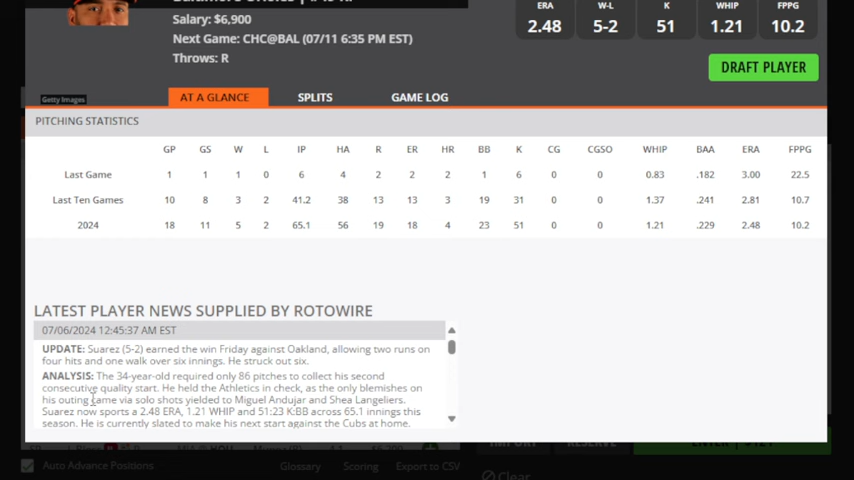 Salary: $6,900
Next Game: CHC@BAL (07/11 6:35 PM EST)
Throws: R
ERA W-L K WHIP FPPG
2.48 5-2 51 1.21 10.2
DRAFT PLAYER
Getty Images
AT A GLANCE SPLITS GAME LOG
PITCHING STATISTICS
GP GS W L IP HA R ER HR BB K CG CGSO WHIP BAA ERA FPPG
Last Game 1 1 1 0 6 4 2 2 2 1 6 0 0 0.83 .182 3.00 22.5
Last Ten Games 10 8 3 2 41.2 38 13 13 3 19 31 0 0 1.37 .241 2.81 10.7
2024 18 11 5 2 65.1 56 19 18 4 23 51 0 0 1.21 .229 2.48 10.2
LATEST PLAYER NEWS SUPPLIED BY ROTOWIRE
07/06/2024 12:45:37 AM EST
UPDATE: Suarez (5-2) earned the win Friday against Oakland, allowing two runs on
four hits and one walk over six innings. He struck out six.
ANALYSIS: The 34-year-old required only 86 pitches to collect his second
consecutive quality start. He held the Athletics in check, as the only blemishes on
his outing came via solo shots yielded to Miguel Andujar and Shea Langeliers.
Suarez now sports a 2.48 ERA, 1.21 WHIP and 51:23 K:BB across 65.1 innings this
season. He is currently slated to make his next start against the Cubs at home.
Auto Advance Positions Glossary Scoring Export to CSV
Clear